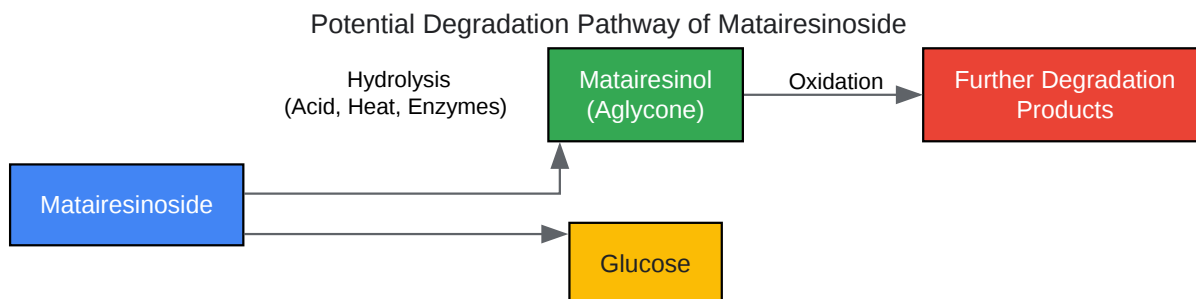 Potential Degradation Pathway of Matairesinoside
Hydrolysis
(Acid, Heat, Enzymes)
Matairesinol
(Aglycone)
Oxidation
Further Degradation
Products
Matairesinoside
Glucose